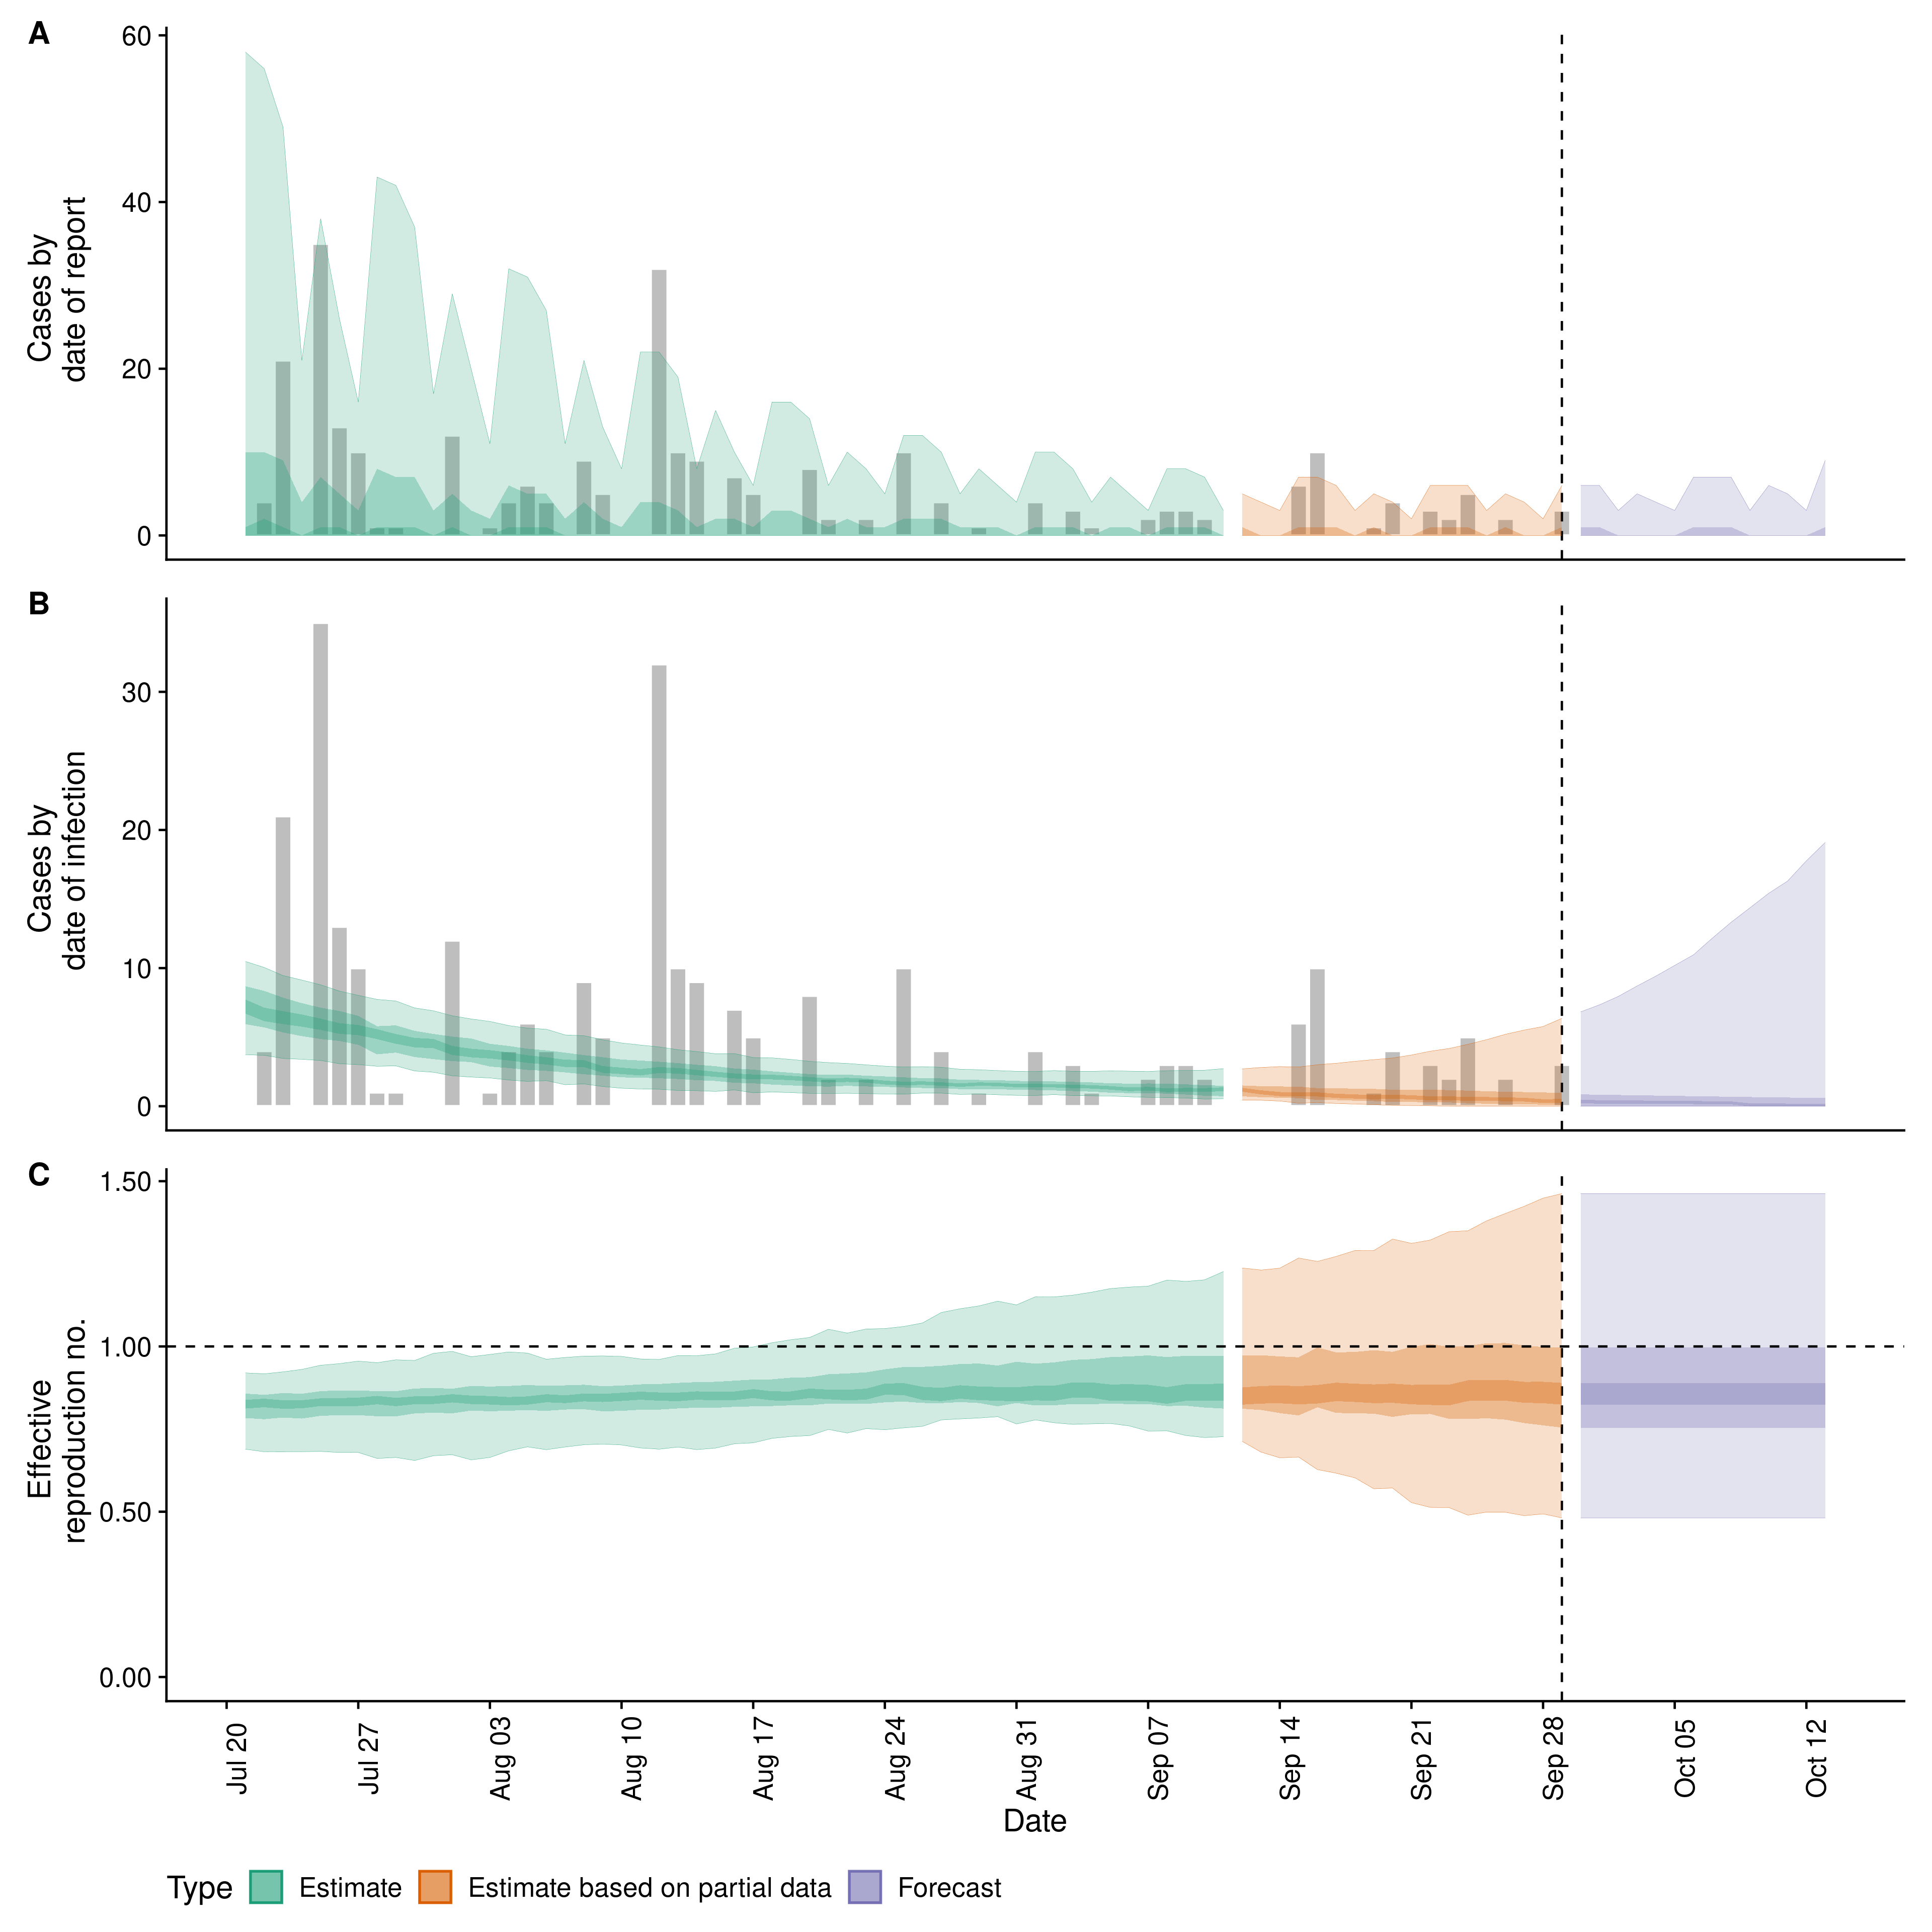 A
60
40
20
0
Cases by
date of report
B
30
20
10
0
Cases by
date of infection
C
1.50
1.00
0.50
0.00
Effective
reproduction no.
Jul 20
Jul 27
Aug 03
Aug 10
Aug 17
Aug 24
Aug 31
Sep 07
Sep 14
Sep 21
Sep 28
Oct 05
Oct 12
Date
Type Estimate Estimate based on partial data Forecast